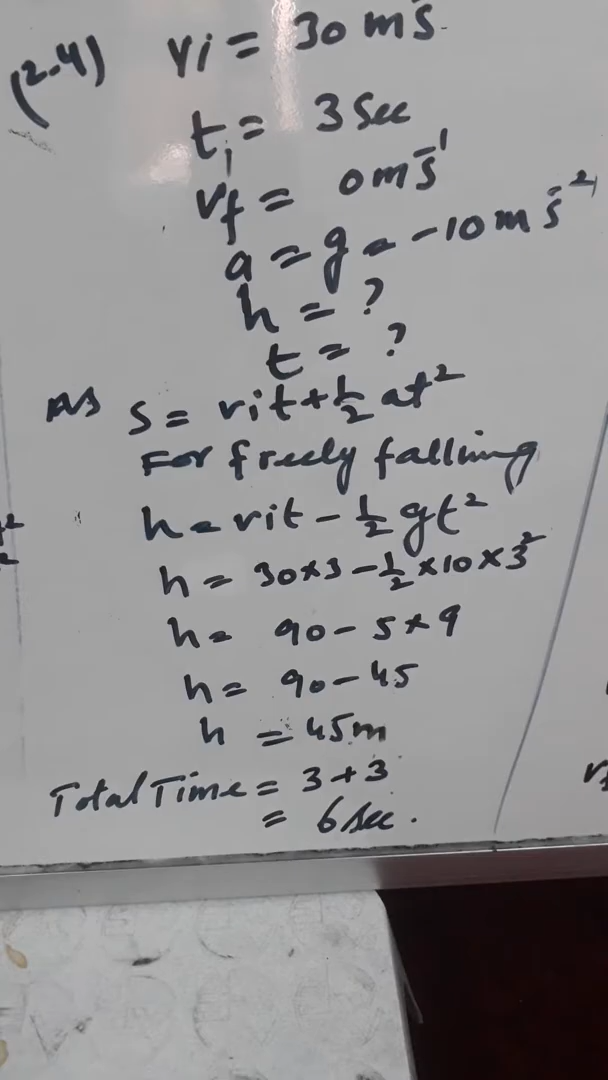 (2.4) vi = 30 ms⁻
t₁ = 3 Sec
vf = 0 ms⁻¹
a = g = -10 m s⁻²
h = ?
t = ?
As S = vit + ½ at²
For freely falling
h = vit - ½ gt²
h = 30×3 - ½ × 10 × 3²
h = 90 - 5 × 9
h = 90 - 45
h = 45m
Total Time = 3 + 3
= 6 sec.